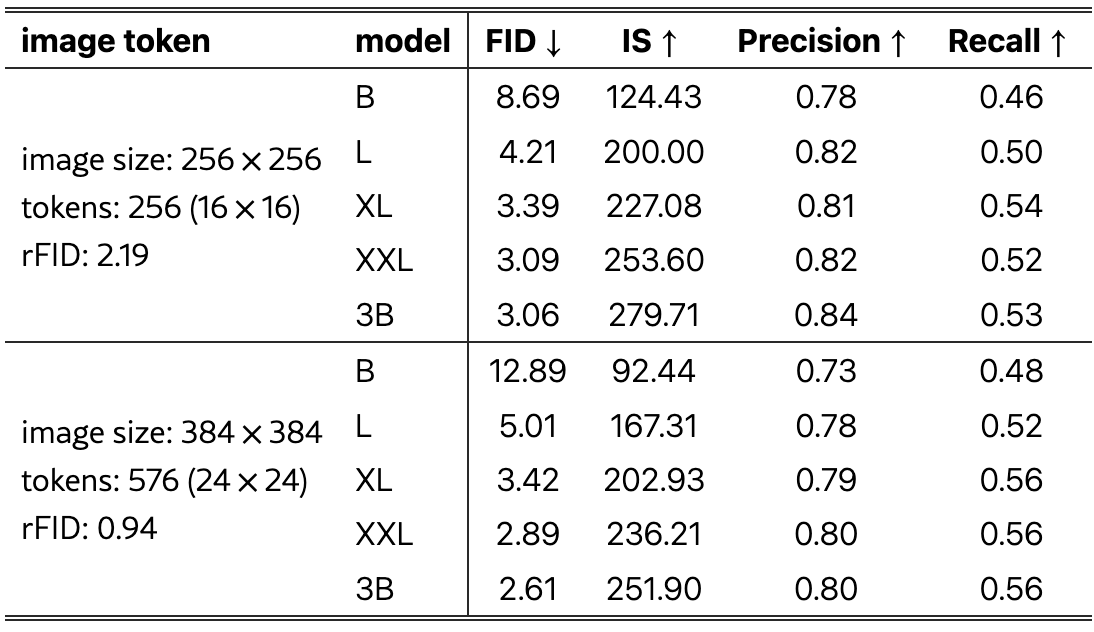 image token model FID ↓ IS ↑ Precision ↑ Recall ↑
image size: 256 × 256
tokens: 256 (16 × 16)
rFID: 2.19
B 8.69 124.43 0.78 0.46
L 4.21 200.00 0.82 0.50
XL 3.39 227.08 0.81 0.54
XXL 3.09 253.60 0.82 0.52
3B 3.06 279.71 0.84 0.53
image size: 384 × 384
tokens: 576 (24 × 24)
rFID: 0.94
B 12.89 92.44 0.73 0.48
L 5.01 167.31 0.78 0.52
XL 3.42 202.93 0.79 0.56
XXL 2.89 236.21 0.80 0.56
3B 2.61 251.90 0.80 0.56